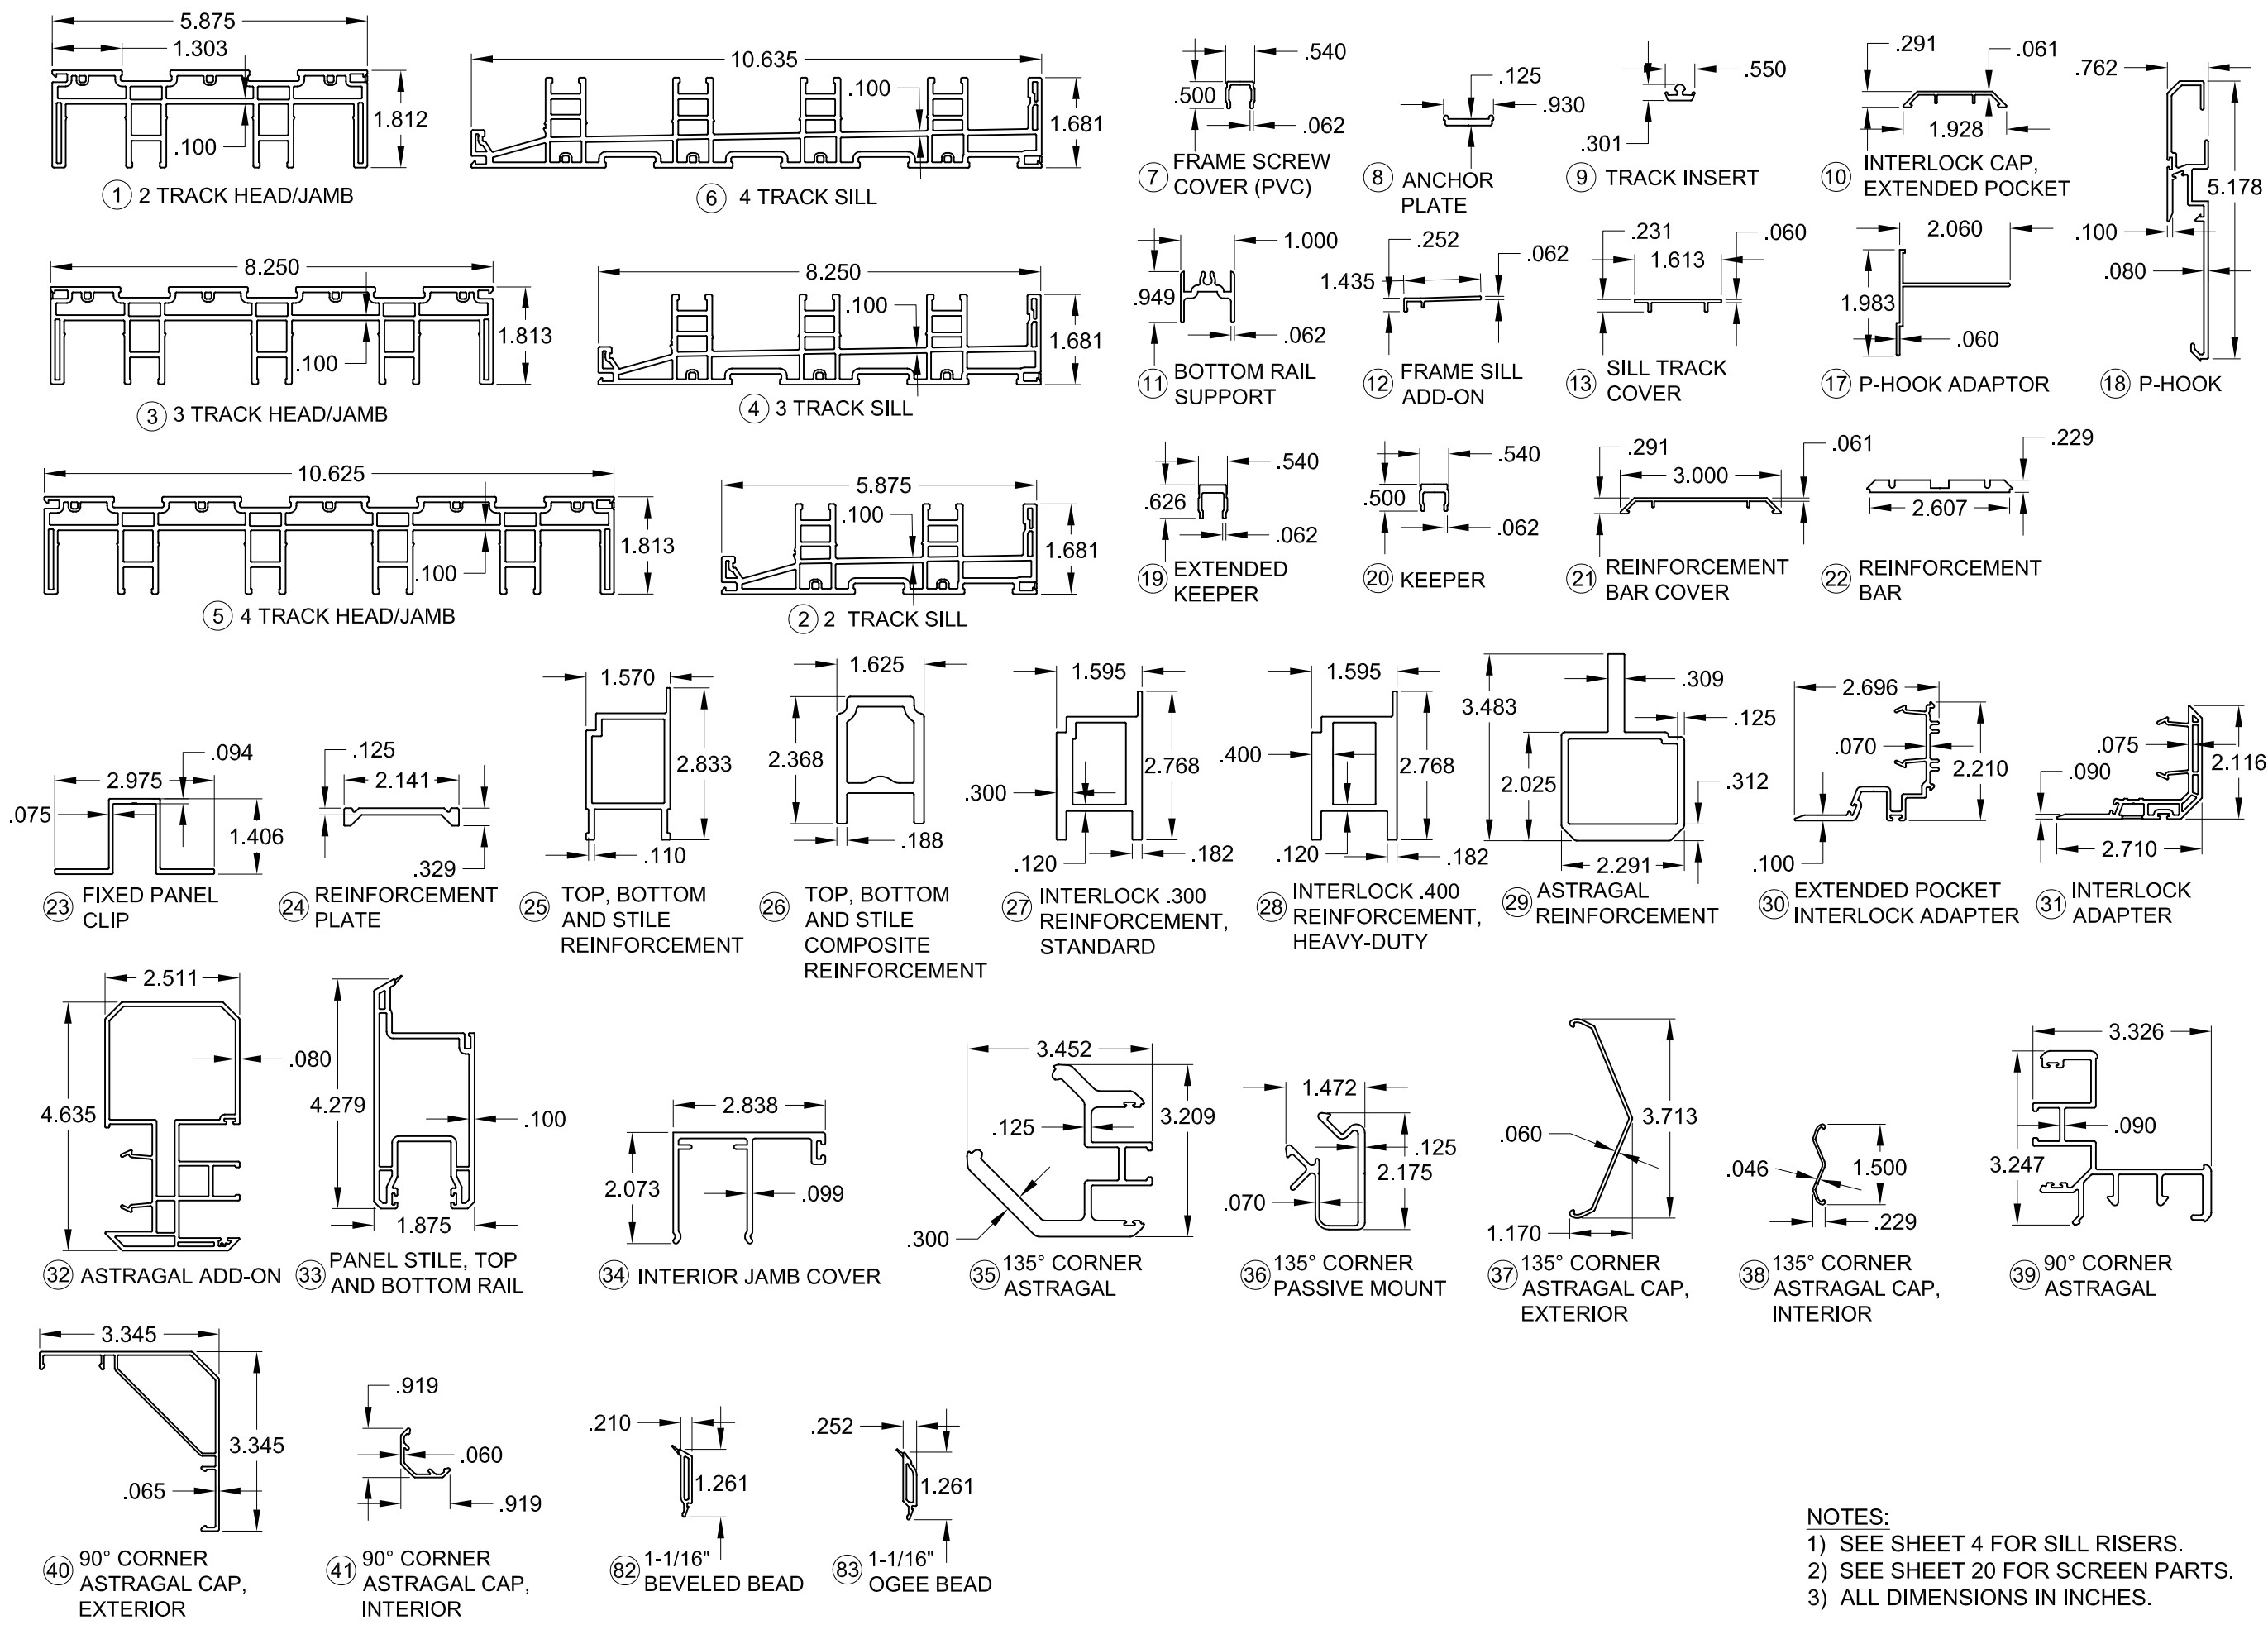 5.875
1.303
1.812
.100
1 2 TRACK HEAD/JAMB
10.635
.100
1.681
6 4 TRACK SILL
.540
.500
.062
7 FRAME SCREW
COVER (PVC)
.125
.930
8 ANCHOR
PLATE
.550
.301
9 TRACK INSERT
.291
.061
1.928
10 INTERLOCK CAP,
EXTENDED POCKET
.762
5.178
.100
.080
18 P-HOOK
8.250
1.813
.100
3 3 TRACK HEAD/JAMB
8.250
.100
1.681
4 3 TRACK SILL
1.000
.949
.062
11 BOTTOM RAIL
SUPPORT
.252
1.435
.062
12 FRAME SILL
ADD-ON
.231
.060
1.613
13 SILL TRACK
COVER
2.060
1.983
.060
17 P-HOOK ADAPTOR
10.625
1.813
.100
5 4 TRACK HEAD/JAMB
5.875
.100
1.681
2 2 TRACK SILL
.540
.626
.062
19 EXTENDED
KEEPER
.540
.500
.062
20 KEEPER
.291
.061
3.000
21 REINFORCEMENT
BAR COVER
.229
2.607
22 REINFORCEMENT
BAR
.094
2.975
.075
1.406
23 FIXED PANEL
CLIP
.125
2.141
.329
24 REINFORCEMENT
PLATE
1.570
2.833
.110
25 TOP, BOTTOM
AND STILE
REINFORCEMENT
1.625
2.368
.188
26 TOP, BOTTOM
AND STILE
COMPOSITE
REINFORCEMENT
1.595
2.768
.300
.120
.182
27 INTERLOCK .300
REINFORCEMENT,
STANDARD
1.595
.400
2.768
.120
.182
28 INTERLOCK .400
REINFORCEMENT,
HEAVY-DUTY
3.483
.309
.125
2.025
.312
2.291
29 ASTRAGAL
REINFORCEMENT
2.696
.070
2.210
.100
30 EXTENDED POCKET
INTERLOCK ADAPTER
.075
.090
2.116
2.710
31 INTERLOCK
ADAPTER
2.511
.080
4.635
32 ASTRAGAL ADD-ON
4.279
.100
1.875
33 PANEL STILE, TOP
AND BOTTOM RAIL
2.838
2.073
.099
34 INTERIOR JAMB COVER
3.452
3.209
.125
.300
35 135° CORNER
ASTRAGAL
1.472
.125
2.175
.070
36 135° CORNER
PASSIVE MOUNT
3.713
.060
1.170
37 135° CORNER
ASTRAGAL CAP,
EXTERIOR
.046
1.500
.229
38 135° CORNER
ASTRAGAL CAP,
INTERIOR
3.326
.090
3.247
39 90° CORNER
ASTRAGAL
3.345
3.345
.065
40 90° CORNER
ASTRAGAL CAP,
EXTERIOR
.919
.060
.919
41 90° CORNER
ASTRAGAL CAP,
INTERIOR
.210
1.261
82 1-1/16"
BEVELED BEAD
.252
1.261
83 1-1/16"
OGEE BEAD
NOTES:
1) SEE SHEET 4 FOR SILL RISERS.
2) SEE SHEET 20 FOR SCREEN PARTS.
3) ALL DIMENSIONS IN INCHES.